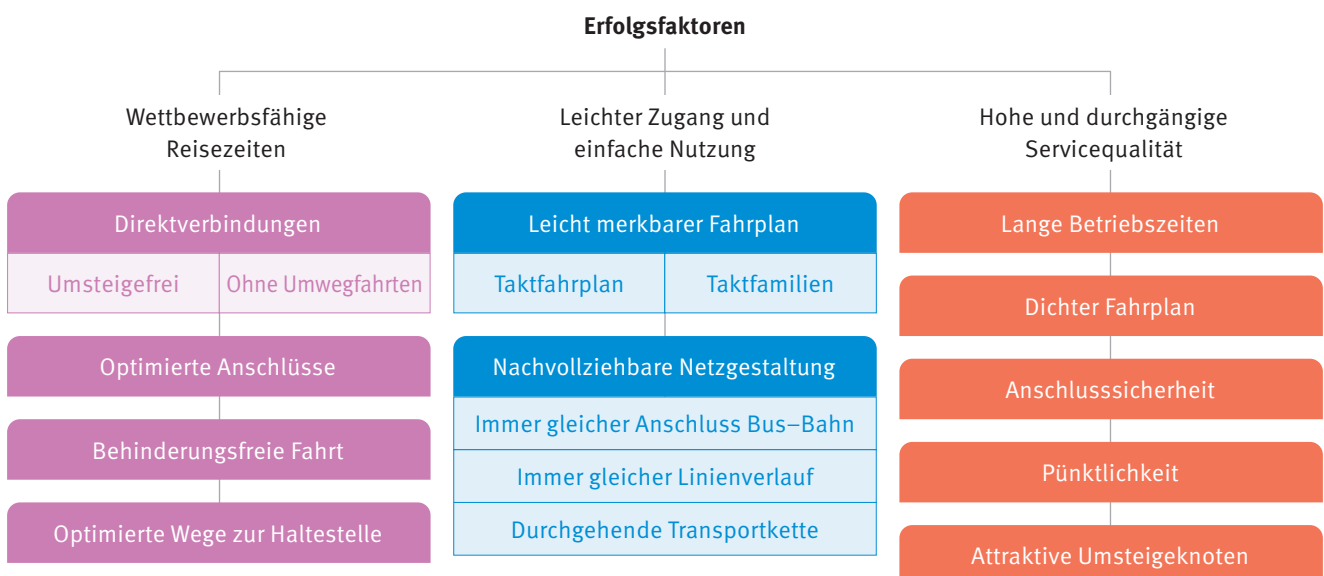 Erfolgsfaktoren
Wettbewerbsfähige
Reisezeiten
Direktverbindungen
Umsteigefrei
Ohne Umwegfahrten
Optimierte Anschlüsse
Behinderungsfreie Fahrt
Optimierte Wege zur Haltestelle
Leichter Zugang und
einfache Nutzung
Leicht merkbarer Fahrplan
Taktfahrplan
Taktfamilien
Nachvollziehbare Netzgestaltung
Immer gleicher Anschluss Bus–Bahn
Immer gleicher Linienverlauf
Durchgehende Transportkette
Hohe und durchgängige
Servicequalität
Lange Betriebszeiten
Dichter Fahrplan
Anschlusssicherheit
Pünktlichkeit
Attraktive Umsteigeknoten